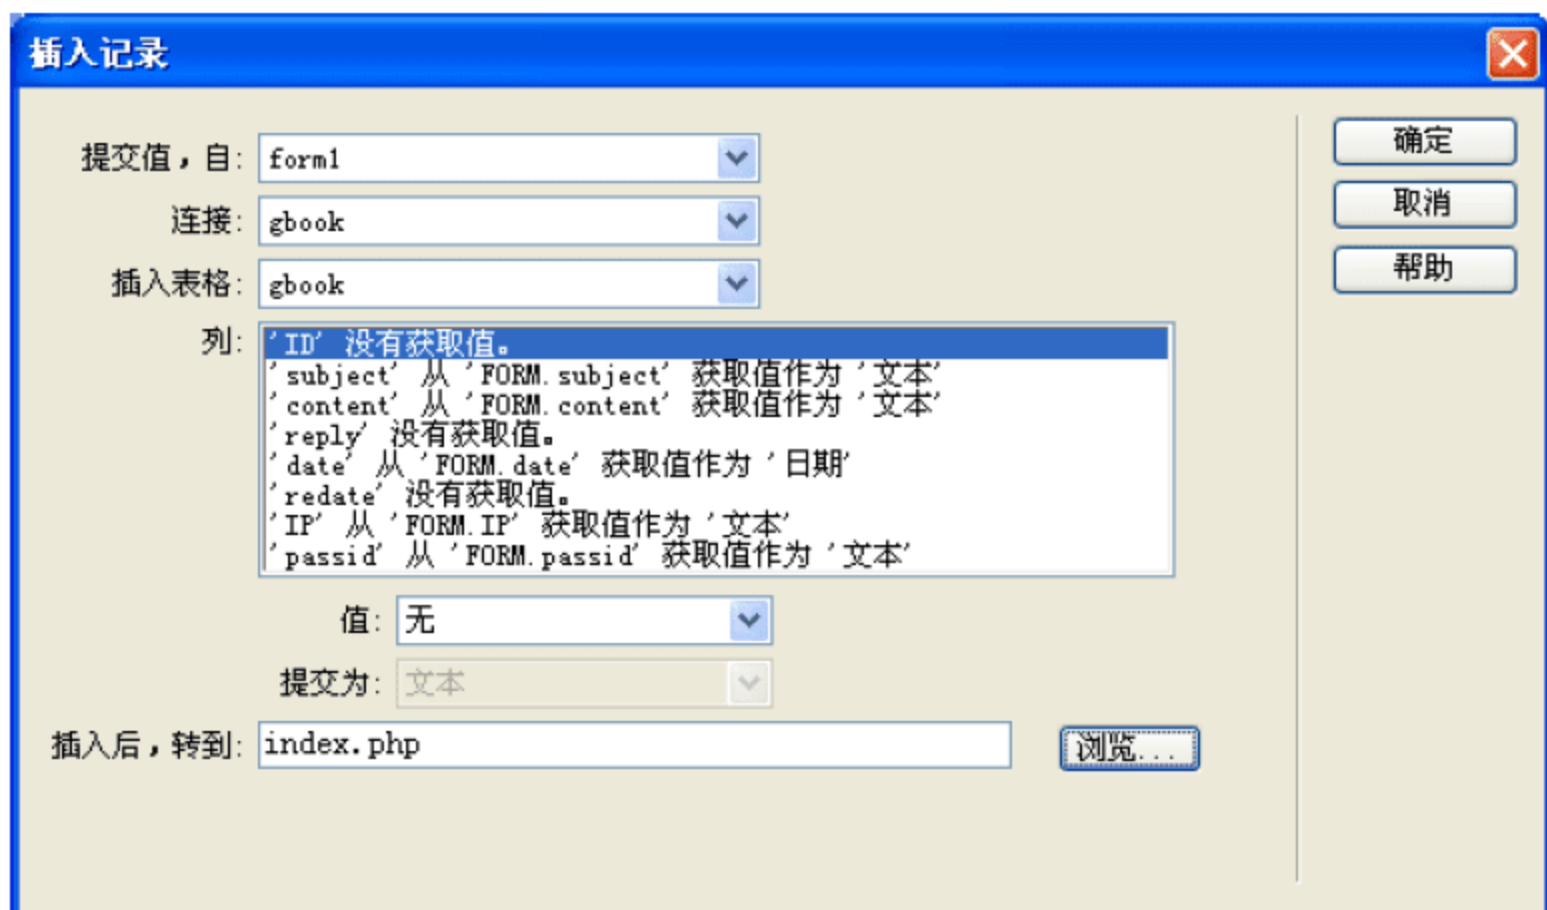 插入记录
提交值，自: form1
连接: gbook
插入表格: gbook
列: 'ID' 没有获取值。
'subject' 从 'FORM.subject' 获取值作为 '文本'
'content' 从 'FORM.content' 获取值作为 '文本'
'reply' 没有获取值。
'date' 从 'FORM.date' 获取值作为 '日期'
'redate' 没有获取值。
'IP' 从 'FORM.IP' 获取值作为 '文本'
'passid' 从 'FORM.passid' 获取值作为 '文本'
值: 无
提交为: 文本
插入后，转到: index.php 浏览...
确定
取消
帮助